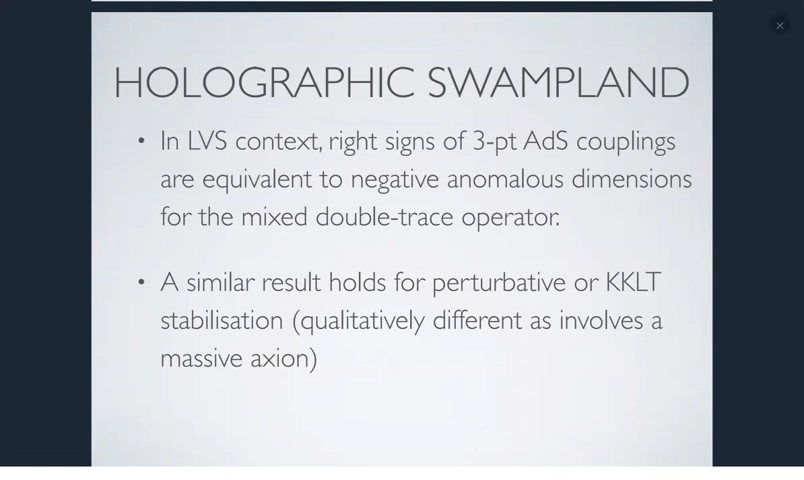 HOLOGRAPHIC SWAMPLAND
• In LVS context, right signs of 3-pt AdS couplings
are equivalent to negative anomalous dimensions
for the mixed double-trace operator.
• A similar result holds for perturbative or KKLT
stabilisation (qualitatively different as involves a
massive axion)